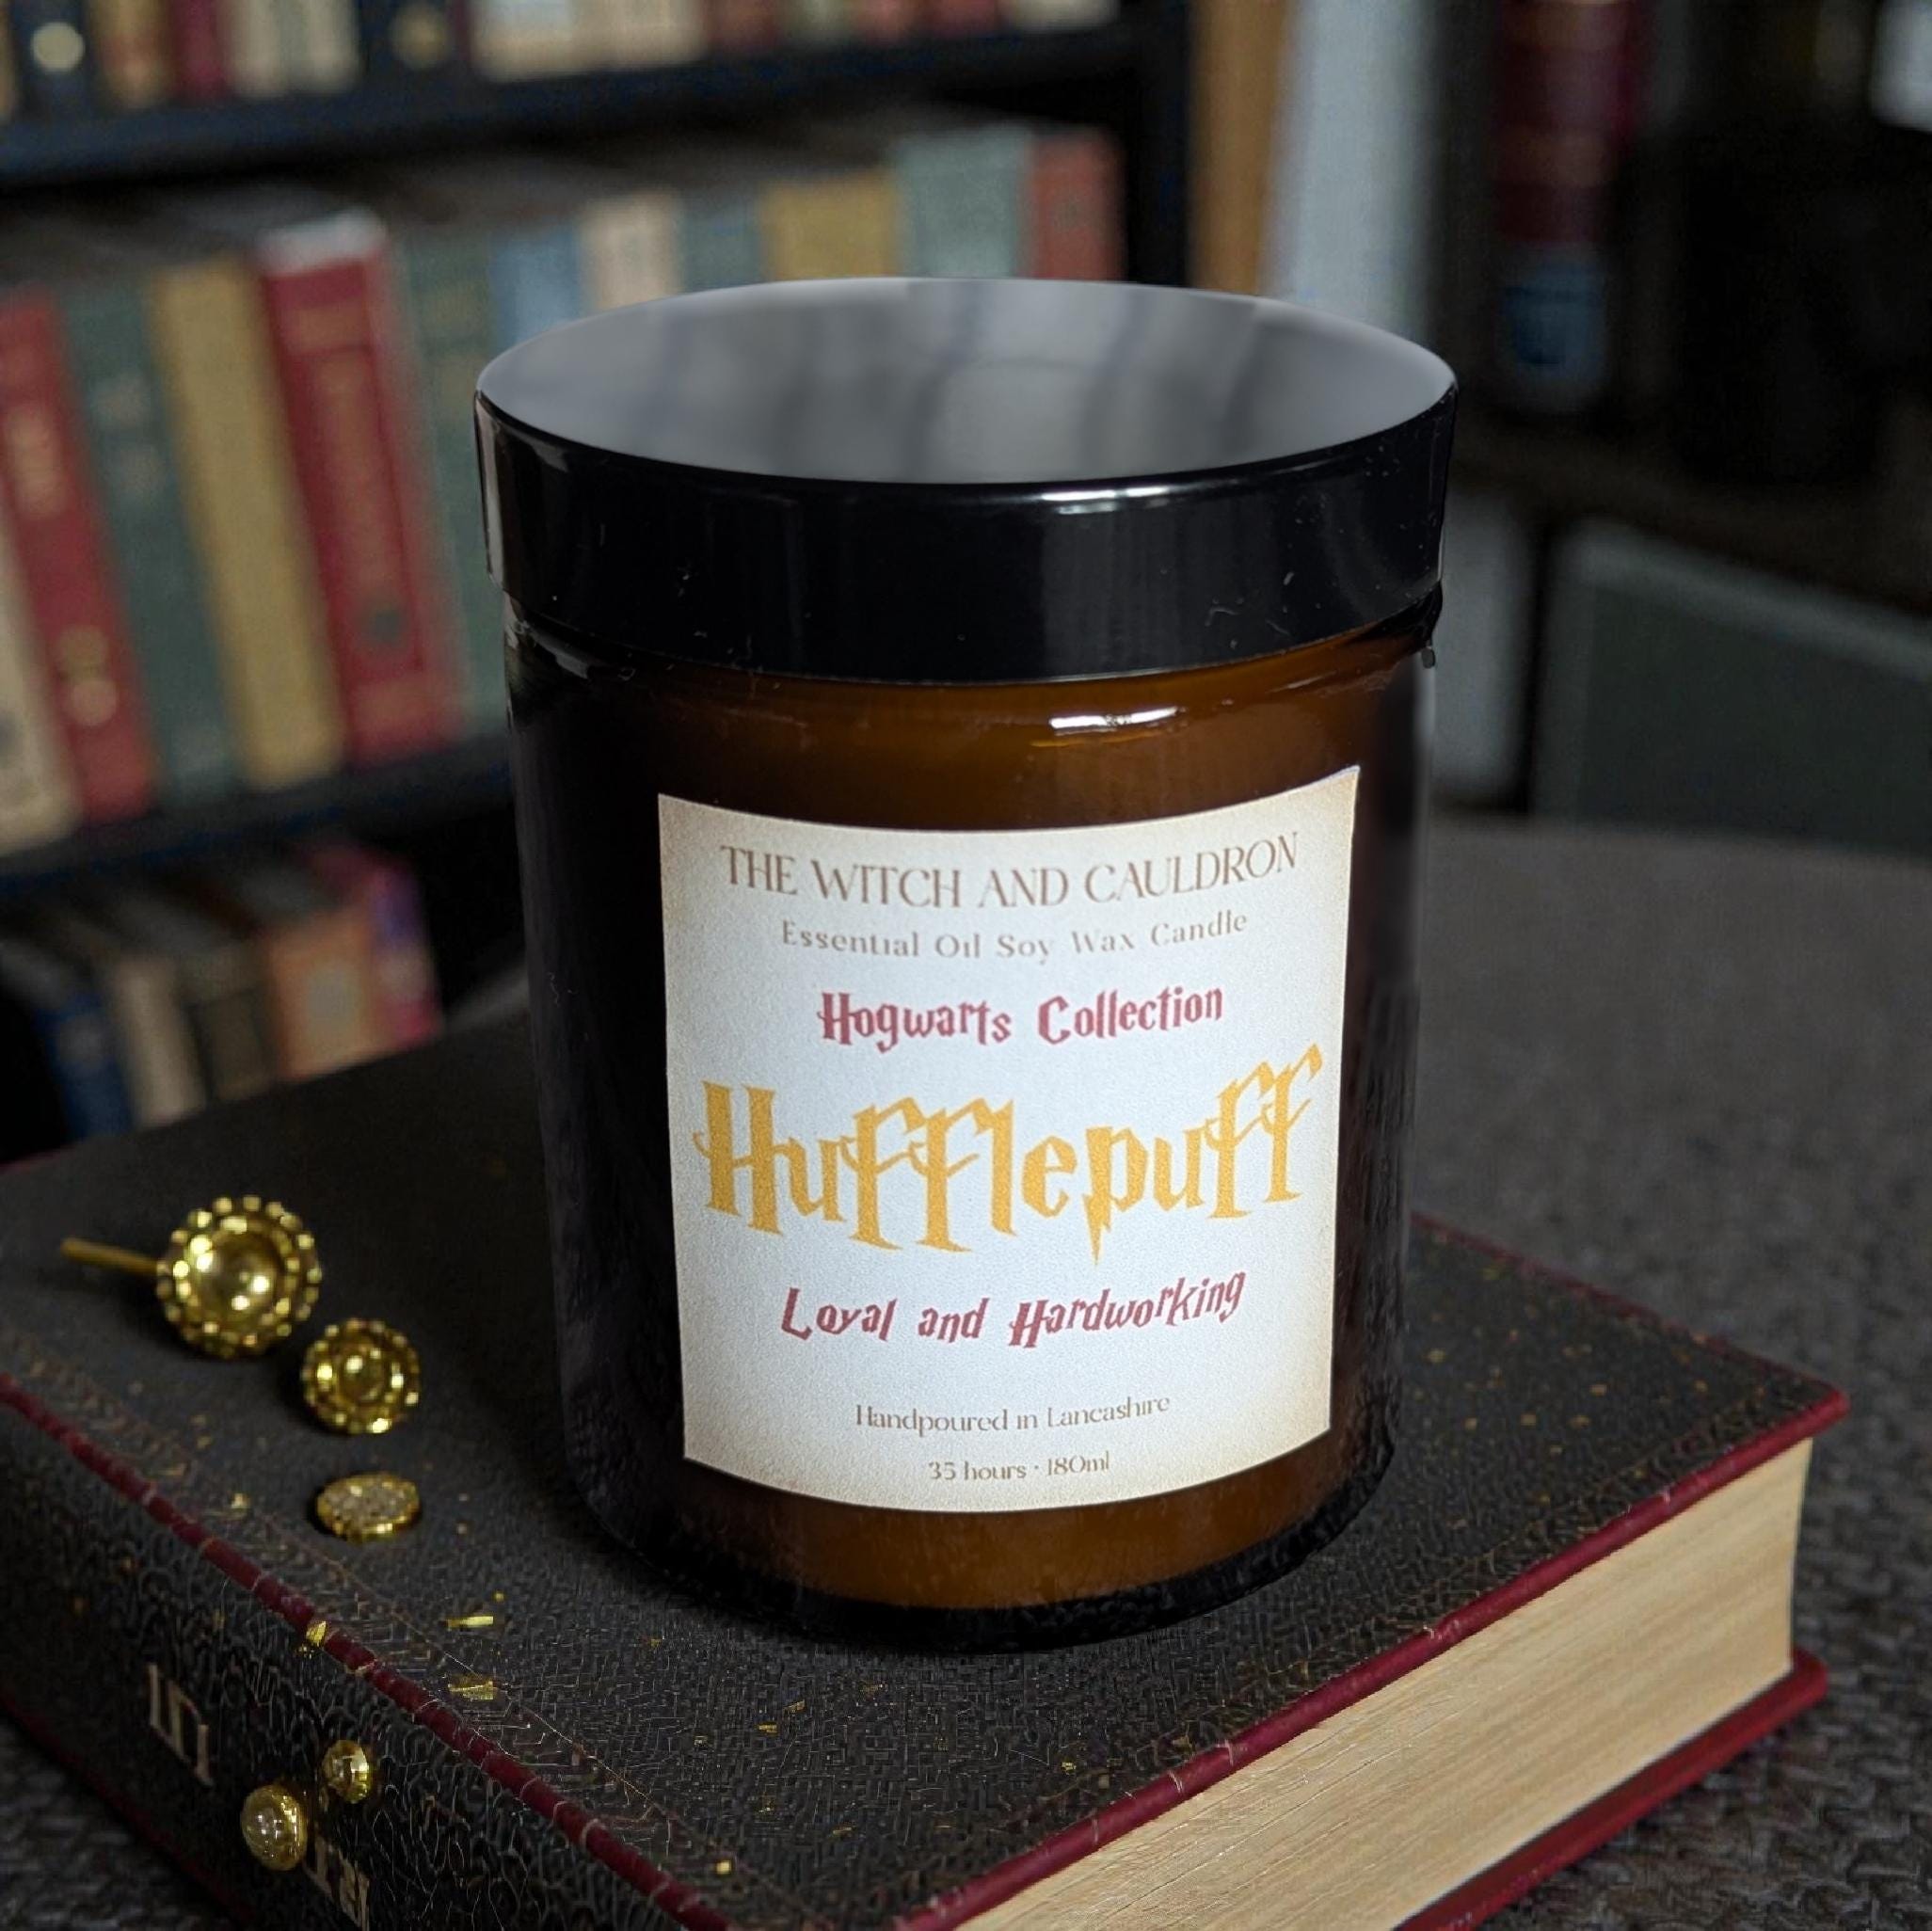 THE WITCH AND CAULDRON
Essential Oil Soy Wax Candle
Hogwarts Collection
Hufflepuff
Loyal and Hardworking
Handpoured in Lancashire
35 hours · 180ml